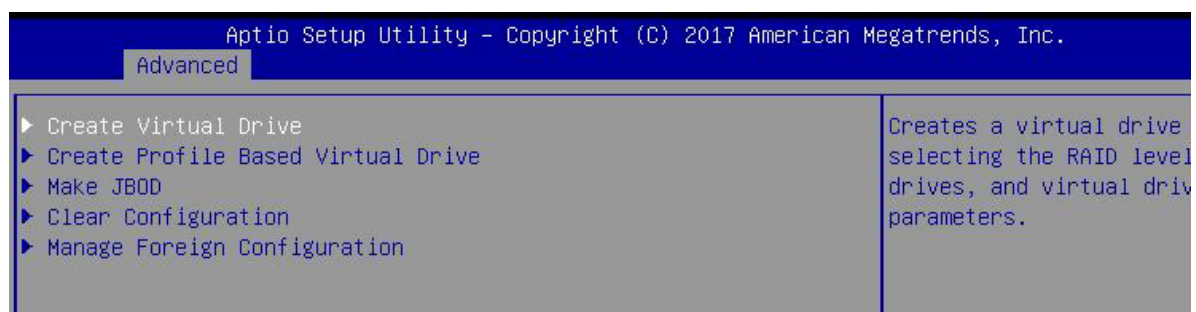 Aptio Setup Utility – Copyright (C) 2017 American Megatrends, Inc.
Advanced
Create Virtual Drive
Create Profile Based Virtual Drive
Make JBOD
Clear Configuration
Manage Foreign Configuration
Creates a virtual drive
selecting the RAID level
drives, and virtual driv
parameters.